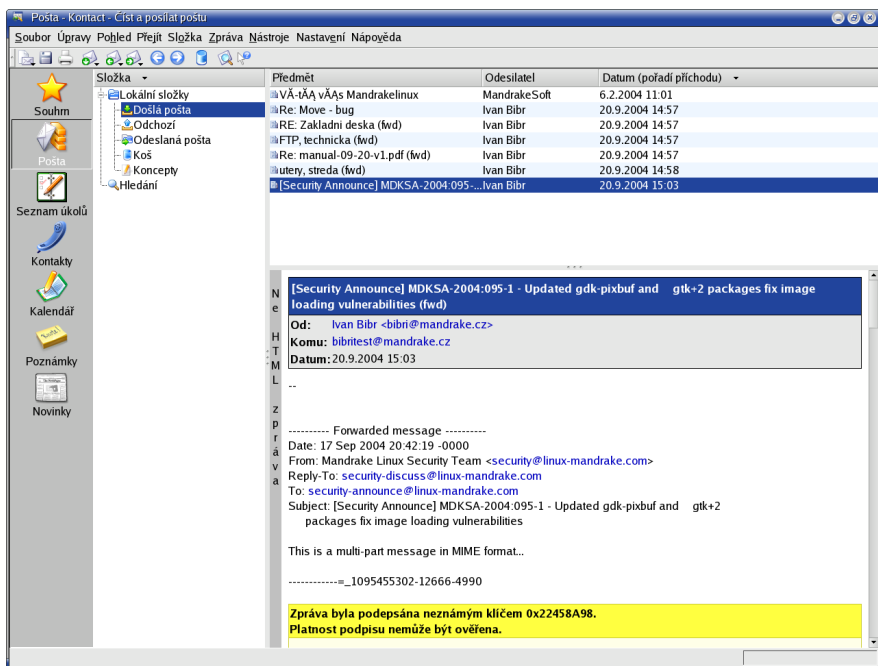 Pošta - Kontact - Číst a posílat poštu
Soubor Úpravy Pohled Přejít Složka Zpráva Nástroje Nastavení Nápověda
Souhrn
Pošta
Seznam úkolů
Kontakty
Kalendář
Poznámky
Novinky
Složka
Lokální složky
Došlá pošta
Odchozí
Odeslaná pošta
Koš
Koncepty
Hledání
Předmět Odesilatel Datum (pořadí příchodu)
VĂ­tĂĄ vĂĄs Mandrakelinux MandrakeSoft 6.2.2004 11:01
Re: Move - bug Ivan Bibr 20.9.2004 14:57
RE: Zakladni deska (fwd) Ivan Bibr 20.9.2004 14:57
FTP, technicka (fwd) Ivan Bibr 20.9.2004 14:57
Re: manual-09-20-v1.pdf (fwd) Ivan Bibr 20.9.2004 14:57
utery, streda (fwd) Ivan Bibr 20.9.2004 14:58
[Security Announce] MDKSA-2004:095-... Ivan Bibr 20.9.2004 15:03
Ne HTML zpráva
[Security Announce] MDKSA-2004:095-1 - Updated gdk-pixbuf and gtk+2 packages fix image
loading vulnerabilities (fwd)
Od: Ivan Bibr <bibri@mandrake.cz>
Komu: bibritest@mandrake.cz
Datum: 20.9.2004 15:03
--
---------- Forwarded message ----------
Date: 17 Sep 2004 20:42:19 -0000
From: Mandrake Linux Security Team <security@linux-mandrake.com>
Reply-To: security-discuss@linux-mandrake.com
To: security-announce@linux-mandrake.com
Subject: [Security Announce] MDKSA-2004:095-1 - Updated gdk-pixbuf and gtk+2
packages fix image loading vulnerabilities
This is a multi-part message in MIME format...
------------=_1095455302-12666-4990
Zpráva byla podepsána neznámým klíčem 0x22458A98.
Platnost podpisu nemůže být ověřena.